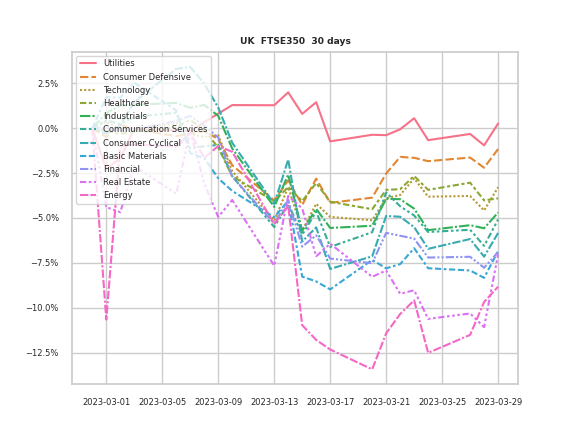 UK  FTSE350  30 days
Utilities
Consumer Defensive
Technology
Healthcare
Industrials
Communication Services
Consumer Cyclical
Basic Materials
Financial
Real Estate
Energy
2.5%
0.0%
−2.5%
−5.0%
−7.5%
−10.0%
−12.5%
2023-03-01 2023-03-05 2023-03-09 2023-03-13 2023-03-17 2023-03-21 2023-03-25 2023-03-29